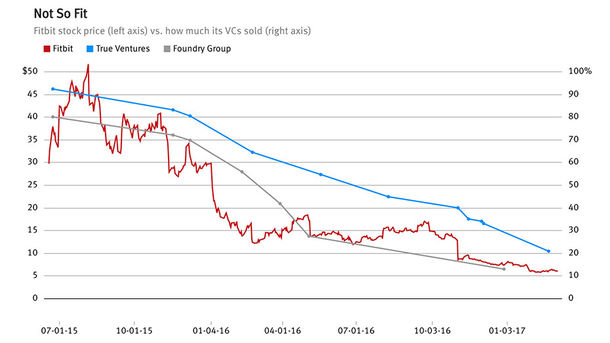 Not So Fit
Fitbit stock price (left axis) vs. how much its VCs sold (right axis)
Fitbit True Ventures Foundry Group
$50 100%
45 90
40 80
35 70
30 60
25 50
20 40
15 30
10 20
5 10
0 0
07-01-15 10-01-15 01-04-16 04-01-16 07-01-16 10-03-16 01-03-17